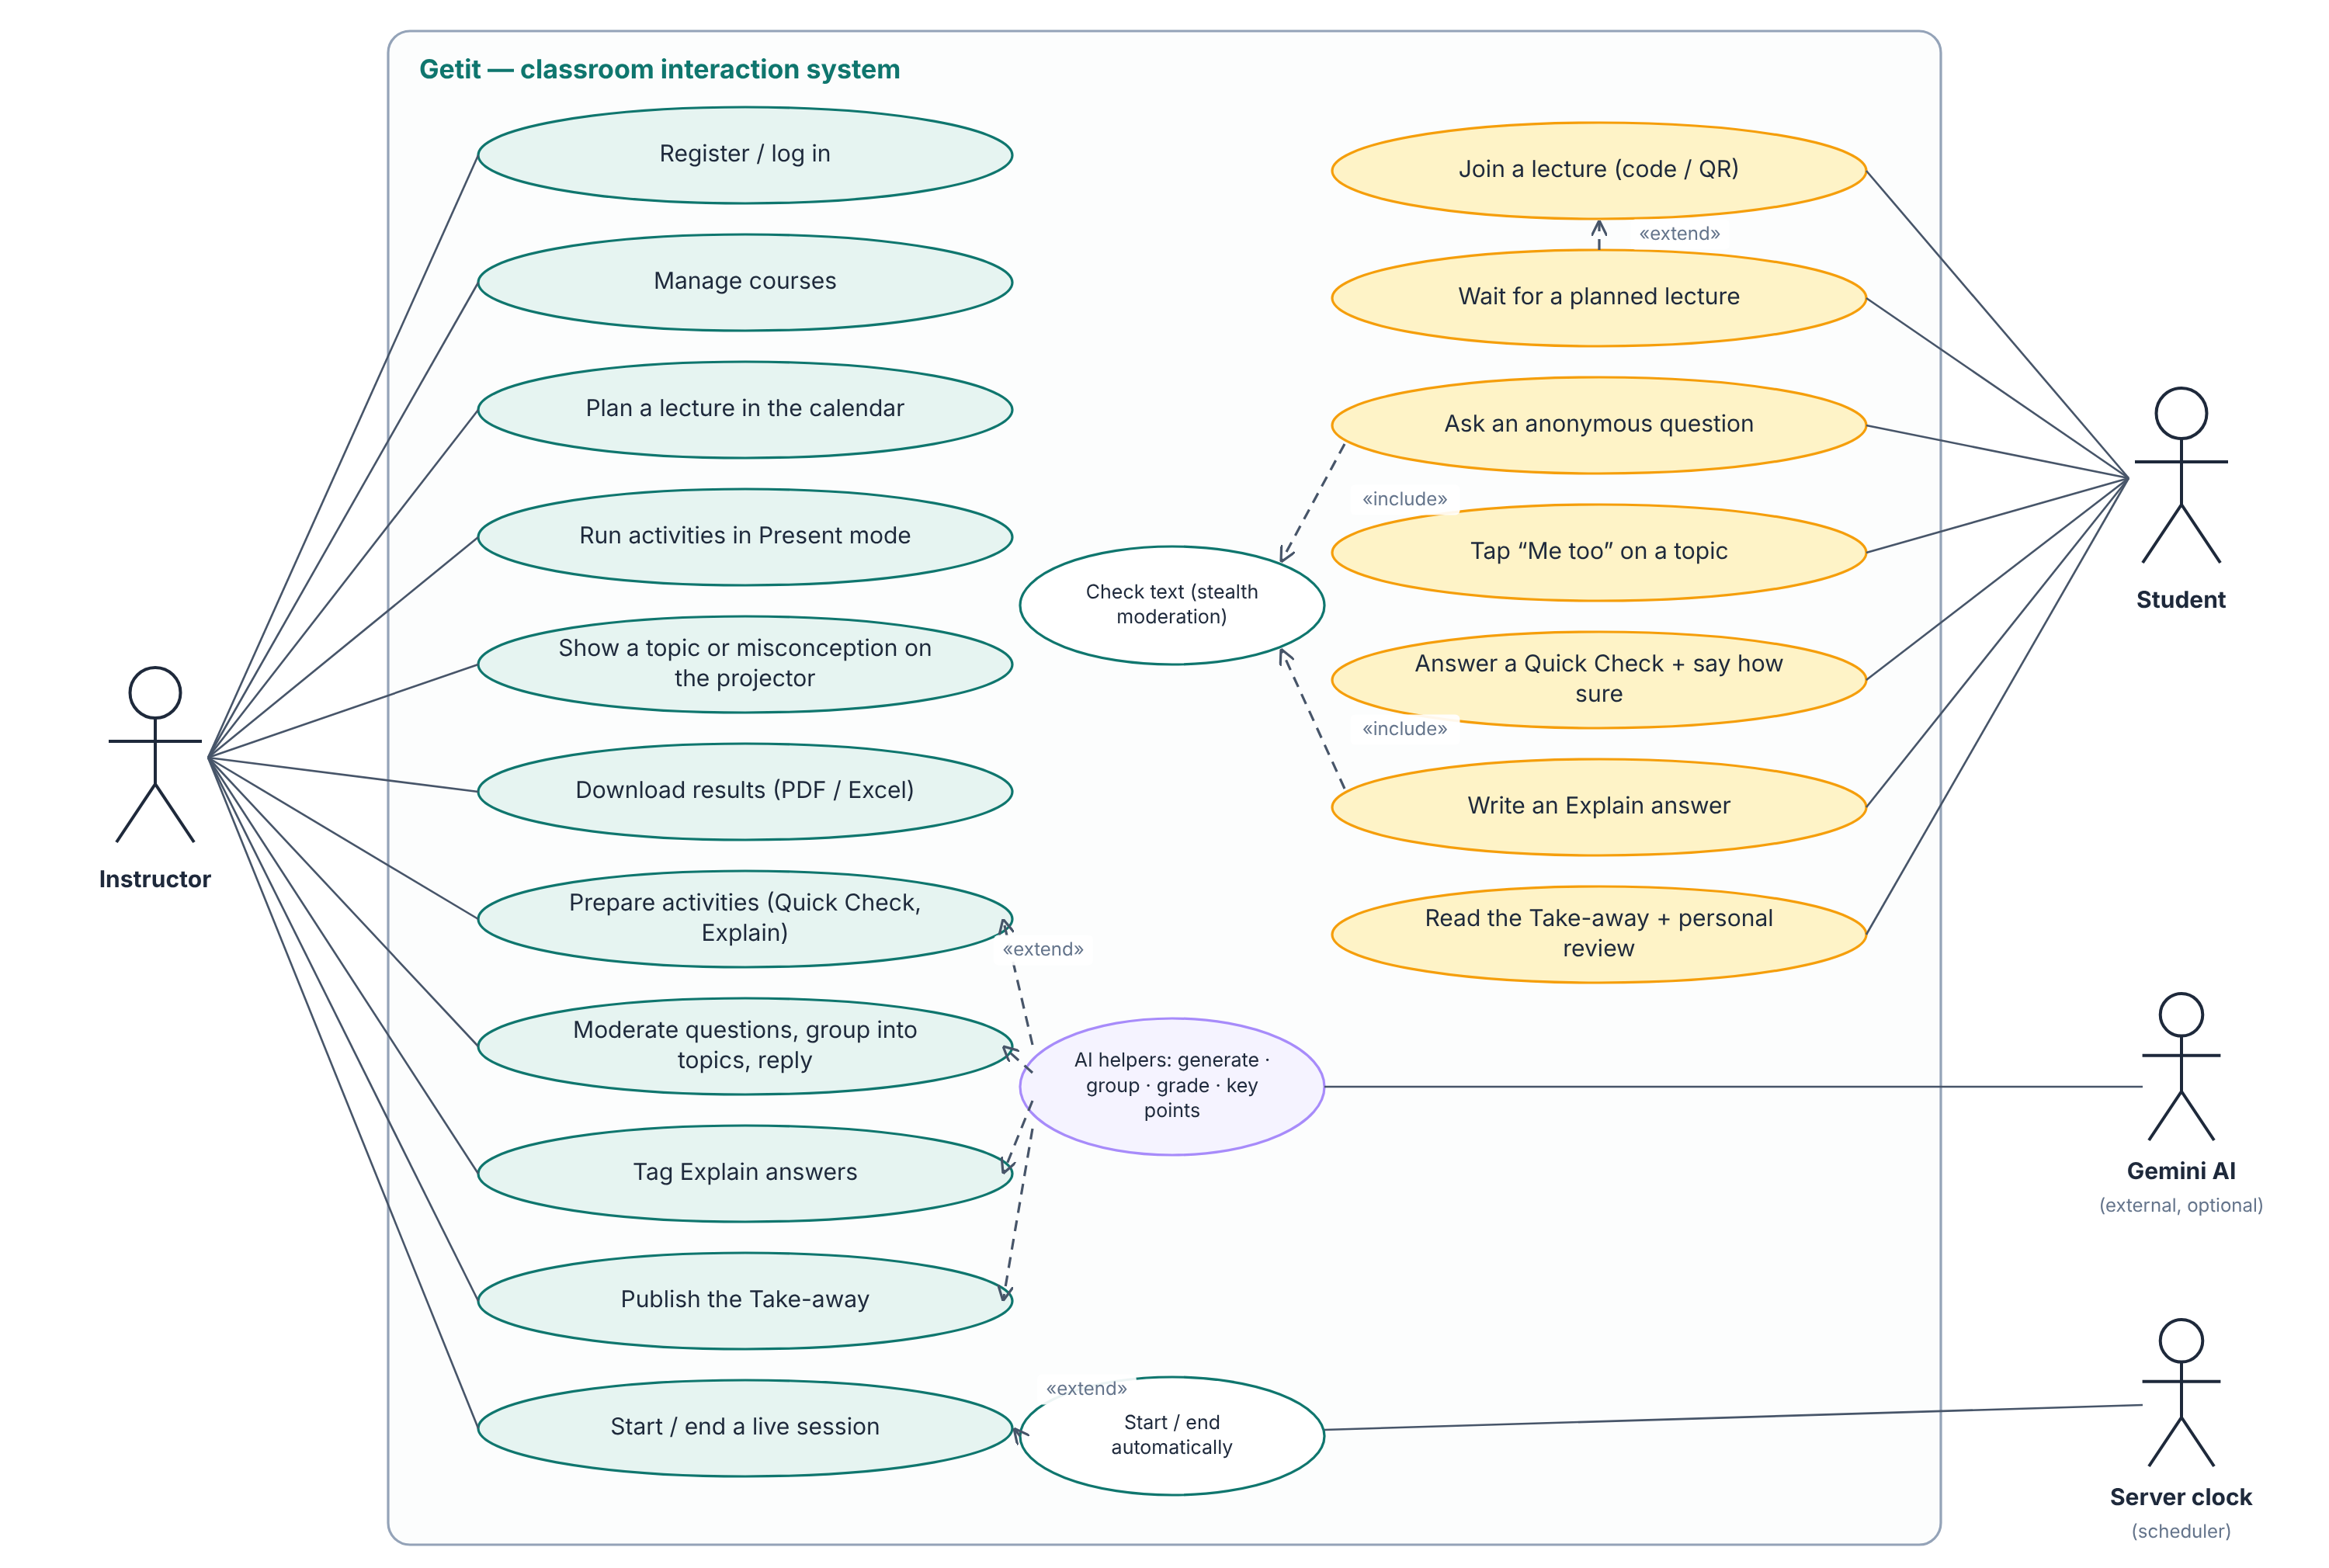 Getit — classroom interaction system
Register / log in
Manage courses
Plan a lecture in the calendar
Run activities in Present mode
Show a topic or misconception on
the projector
Download results (PDF / Excel)
Prepare activities (Quick Check,
Explain)
Moderate questions, group into
topics, reply
Tag Explain answers
Publish the Take-away
Start / end a live session
Instructor
Check text (stealth
moderation)
«include»
«include»
«extend»
AI helpers: generate ·
group · grade · key
points
«extend»
Start / end
automatically
Join a lecture (code / QR)
«extend»
Wait for a planned lecture
Ask an anonymous question
Tap “Me too” on a topic
Answer a Quick Check + say how
sure
Write an Explain answer
Read the Take-away + personal
review
Student
Gemini AI
(external, optional)
Server clock
(scheduler)